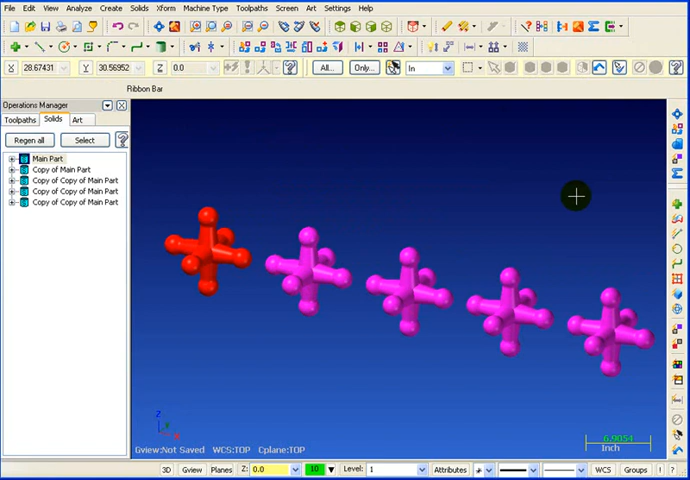 File Edit View Analyze Create Solids Xform Machine Type Toolpaths Screen Art Settings Help
X 28.67431 Y 30.56952 Z 0.0 All... Only... In
Ribbon Bar
Operations Manager
Toolpaths Solids Art
Regen all Select
Main Part
Copy of Main Part
Copy of Copy of Main Part
Copy of Copy of Main Part
Copy of Copy of Main Part
Z
Y
X
Gview:Not Saved WCS:TOP Cplane:TOP
6.9054
Inch
3D Gview Planes Z: 0.0 10 Level: 1 Attributes WCS Groups ?